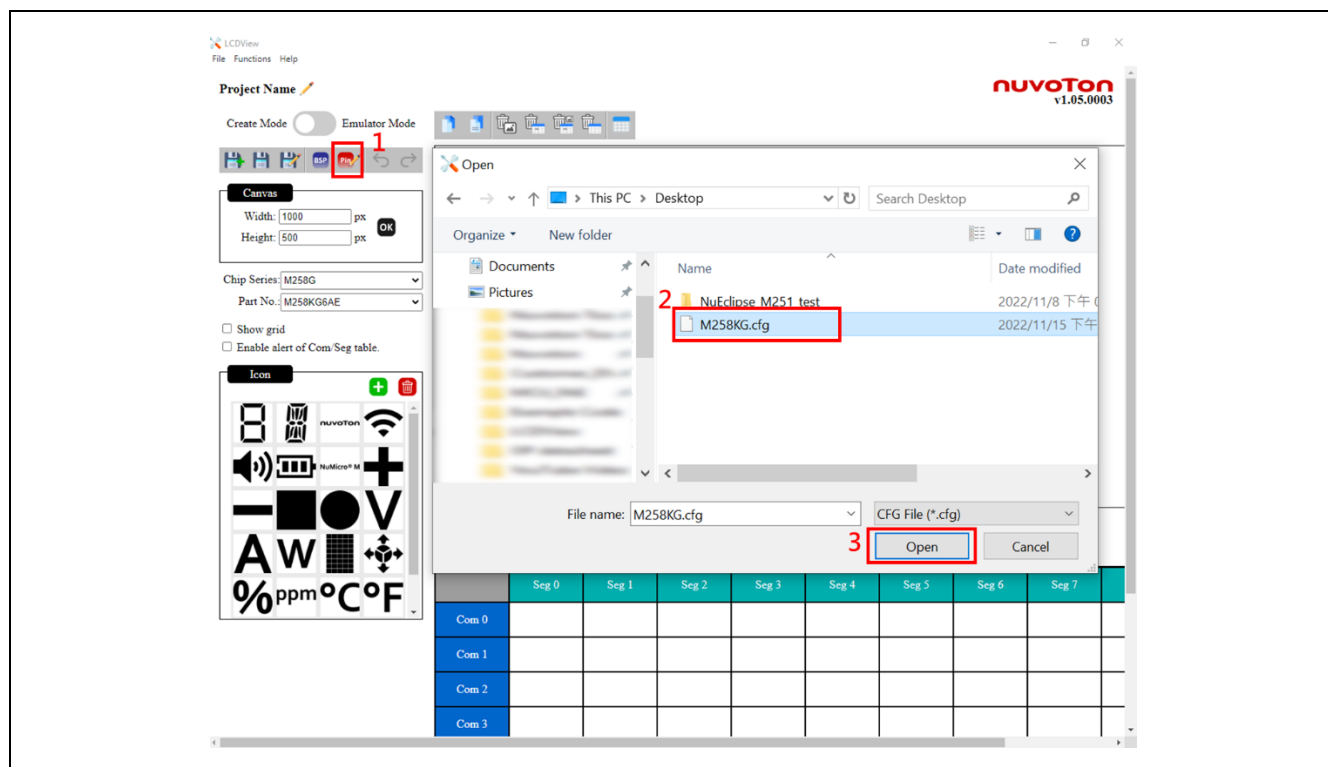 LCDView
File Functions Help
Project Name
nuvoTon
v1.05.0003
Create Mode Emulator Mode
1
BSP Pin
Canvas
Width: 1000 px
Height: 500 px
OK
Chip Series: M258G
Part No.: M258KG6AE
Show grid
Enable alert of Com/Seg table.
Icon
nuvoTon
NuMicro® M
V
A W
% ppm °C °F
Open
This PC > Desktop
Search Desktop
Organize New folder
Documents
Pictures
Name Date modified
NuEclipse M251 test 2022/11/8 下午
2
M258KG.cfg 2022/11/15 下午
File name: M258KG.cfg CFG File (*.cfg)
3
Open Cancel
Seg 0 Seg 1 Seg 2 Seg 3 Seg 4 Seg 5 Seg 6 Seg 7
Com 0
Com 1
Com 2
Com 3